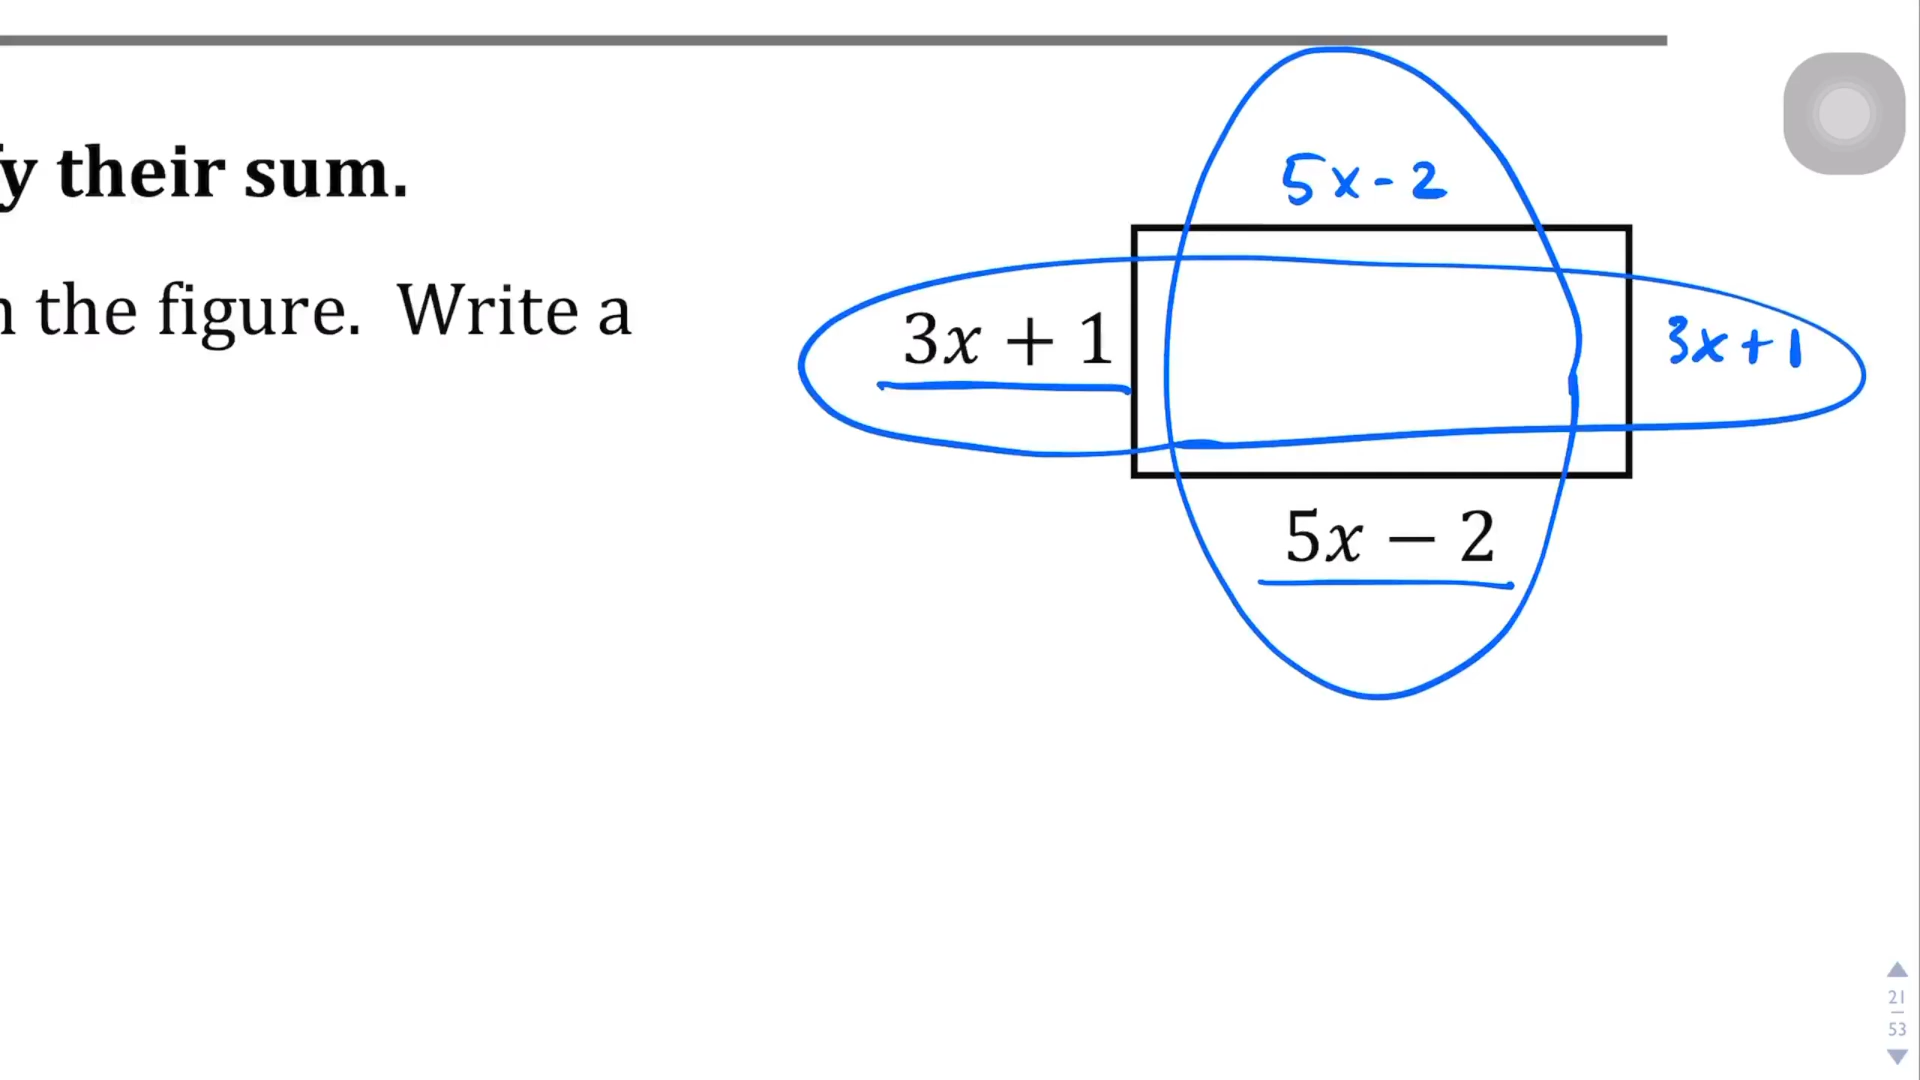 their sum.
the figure. Write a
5x - 2
3x + 1
3x + 1
5x − 2
21
53